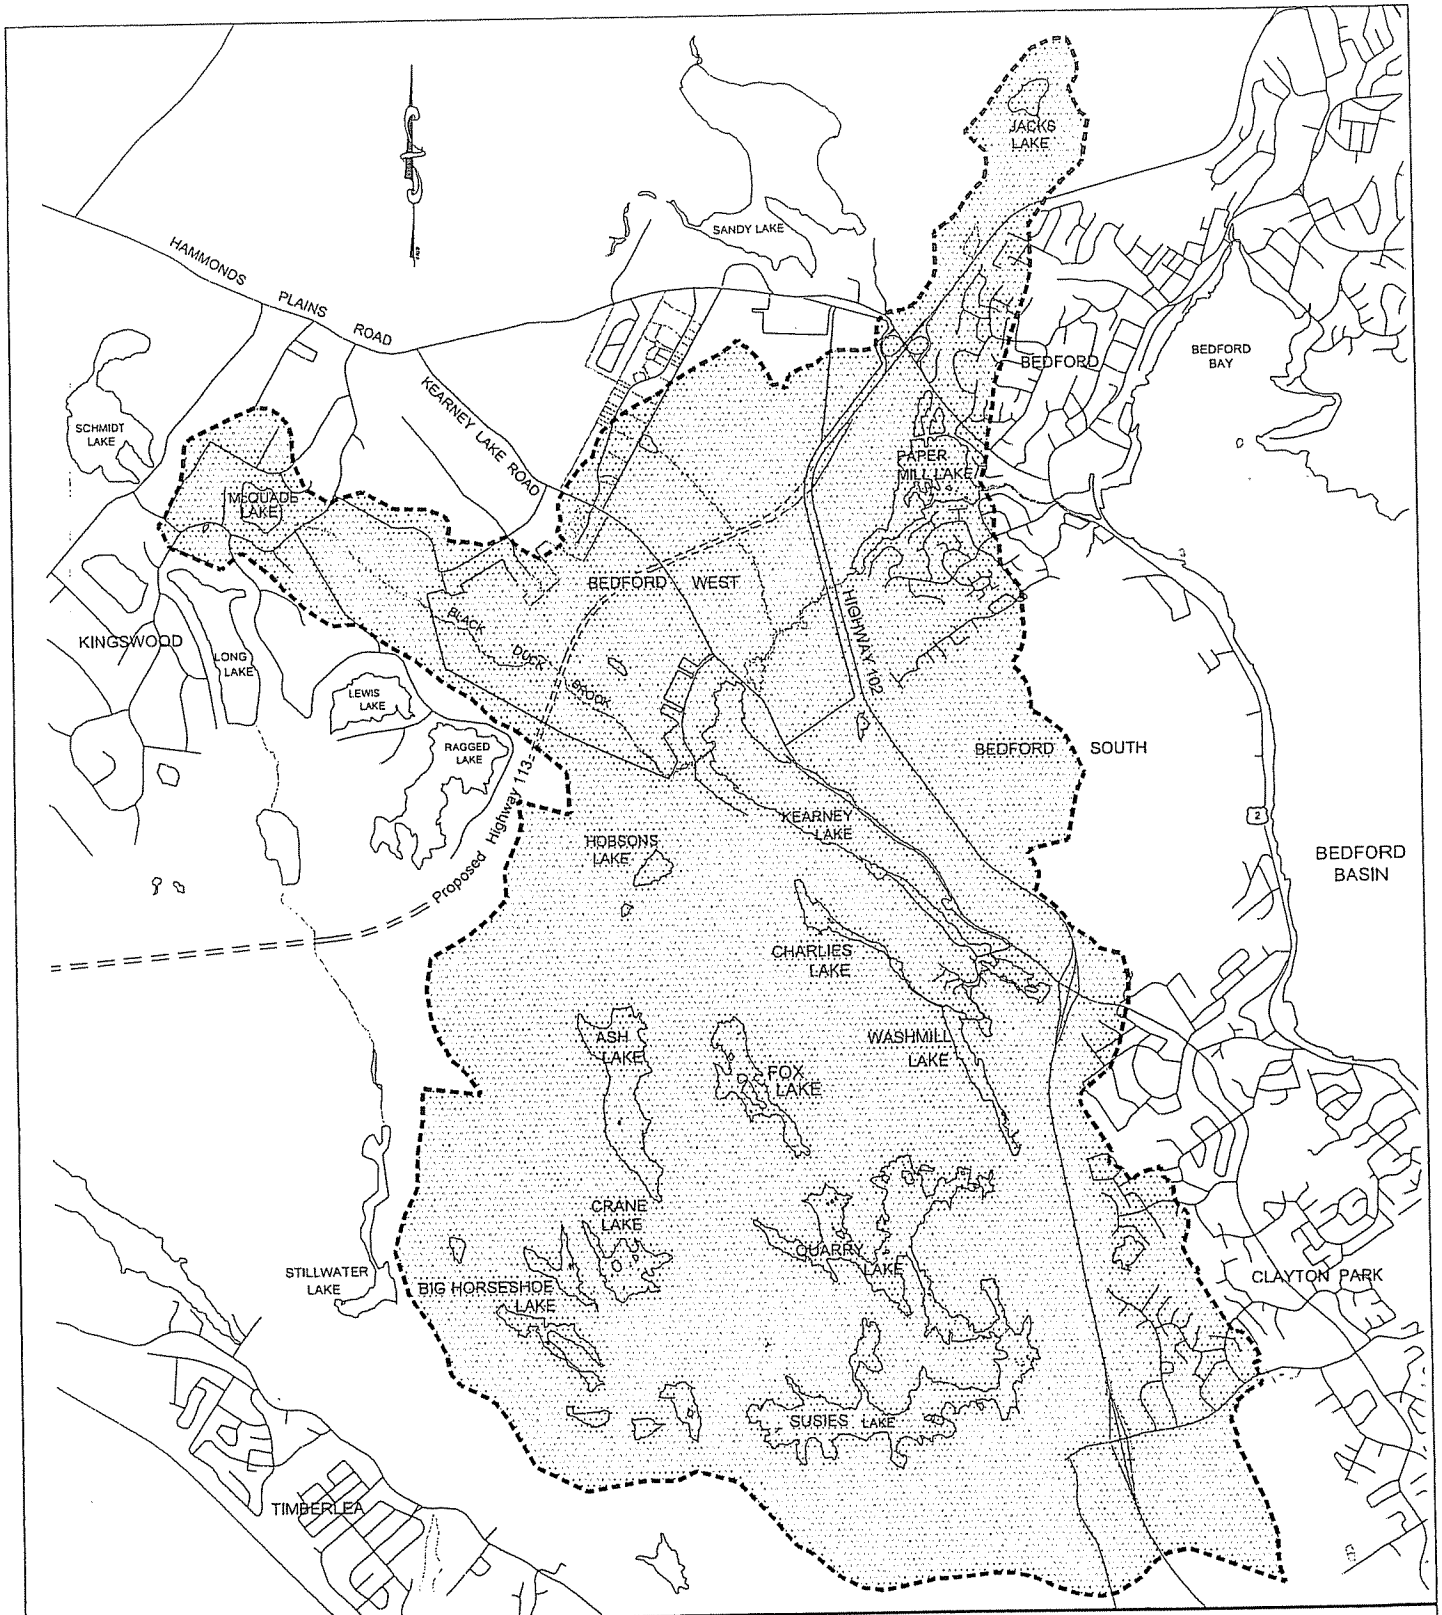 JACKS
LAKE
SANDY LAKE
HAMMONDS
PLAINS
ROAD
KEARNEY LAKE ROAD
BEDFORD
BEDFORD
BAY
SCHMIDT
LAKE
PAPER
MILL LAKE
McQUADE
LAKE
BEDFORD WEST
HIGHWAY 102
BLACK
DUCK
BROOK
KINGSWOOD
LONG
LAKE
LEWIS
LAKE
RAGGED
LAKE
BEDFORD SOUTH
Proposed Highway 113
KEARNEY
LAKE
2
HOBSONS
LAKE
BEDFORD
BASIN
CHARLIES
LAKE
ASH
LAKE
WASHMILL
LAKE
FOX
LAKE
CRANE
LAKE
QUARRY
LAKE
STILLWATER
LAKE
BIG HORSESHOE
LAKE
CLAYTON PARK
SUSIES LAKE
TIMBERLEA